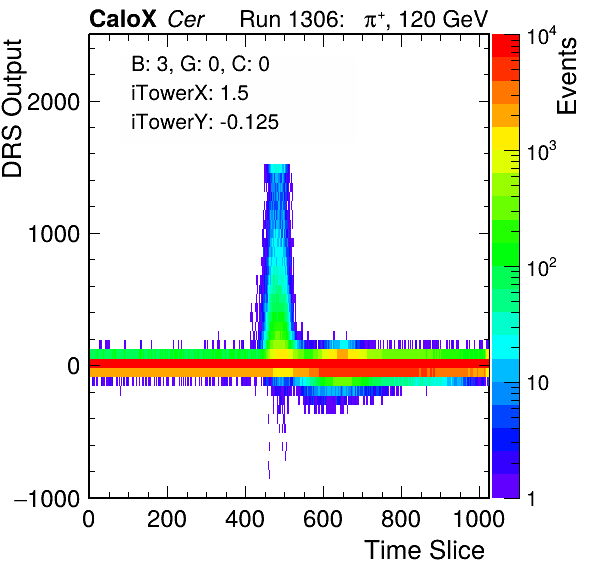 CaloX Cer Run 1306: π⁺, 120 GeV
B: 3, G: 0, C: 0
iTowerX: 1.5
iTowerY: -0.125
DRS Output
2000
1000
0
−1000
0 200 400 600 800 1000
Time Slice
Events
10⁴
10³
10²
10
1